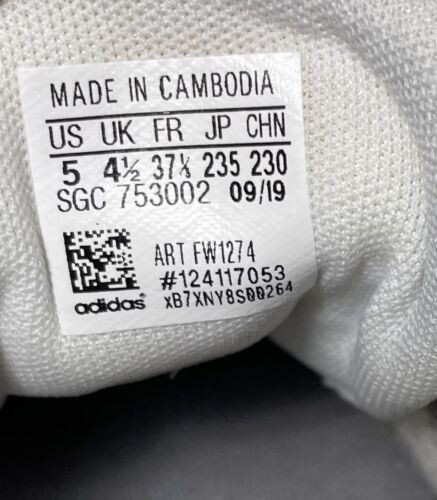 MADE IN CAMBODIA
US UK FR JP CHN
5 4½ 37⅓ 235 230
SGC 753002 09/19
ART FW1274
#124117053
adidas xB7XNY8S00264